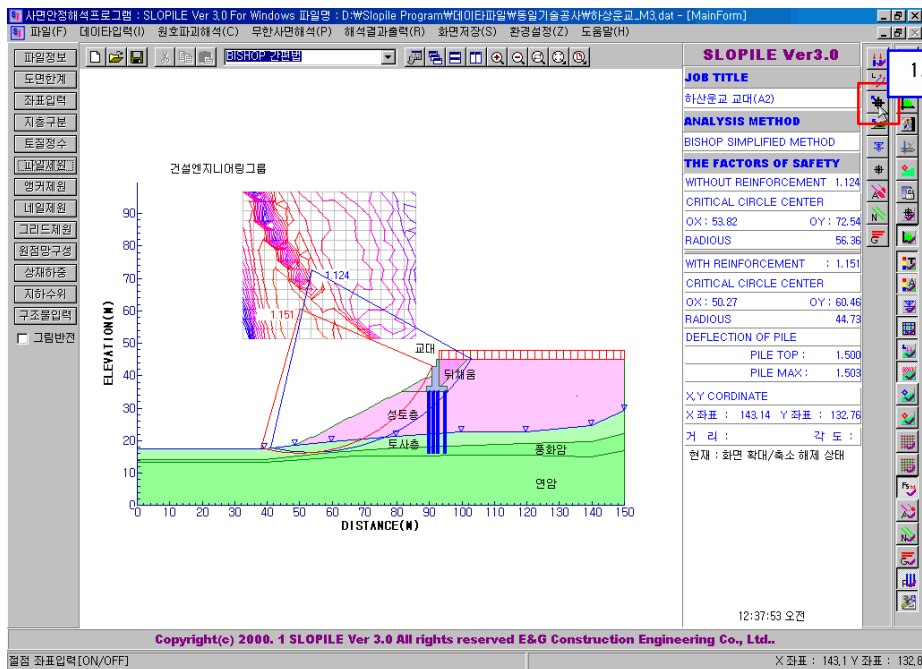 사면안정해석프로그램 : SLOPILE Ver 3.0 For Windows 파일명 : D:₩Slopile Program₩데이타파일₩동일기술공사₩하산운교_M3.dat - [MainForm]
파일(F) 데이타입력(I) 원호파괴해석(C) 무한사면해석(P) 해석결과출력(R) 화면저장(S) 환경설정(Z) 도움말(H)
파일정보
도면한계
좌표입력
지층구분
토질정수
파일제원
앵커제원
네일제원
그리드제원
원점망구성
상재하중
지하수위
구조물입력
그림반전
BISHOP 간편법
건설엔지니어링그룹
1.124
1.151
교대
뒤채움
성토층
토사층
풍화암
연암
ELEVATION(M)
90
80
70
60
50
40
30
20
10
0
0 10 20 30 40 50 60 70 80 90 100 110 120 130 140 150
DISTANCE(M)
SLOPILE Ver3.0
JOB TITLE
하산운교 교대(A2)
ANALYSIS METHOD
BISHOP SIMPLIFIED METHOD
THE FACTORS OF SAFETY
WITHOUT REINFORCEMENT 1.124
CRITICAL CIRCLE CENTER
OX : 53.82 OY : 72.54
RADIOUS 56.36
WITH REINFORCEMENT : 1.151
CRITICAL CIRCLE CENTER
OX : 50.27 OY : 60.46
RADIOUS 44.73
DEFLECTION OF PILE
PILE TOP : 1.500
PILE MAX : 1.503
X,Y CORDINATE
X 좌표 : 143.14 Y 좌표 : 132.76
거 리 : 각 도 :
현재 : 화면 확대/축소 해제 상태
12:37:53 오전
1.
Copyright(c) 2000. 1 SLOPILE Ver 3.0 All rights reserved E&G Construction Engineering Co., Ltd..
절점 좌표입력[ON/OFF]
X 좌표 : 143,1 Y 좌표 : 132,8